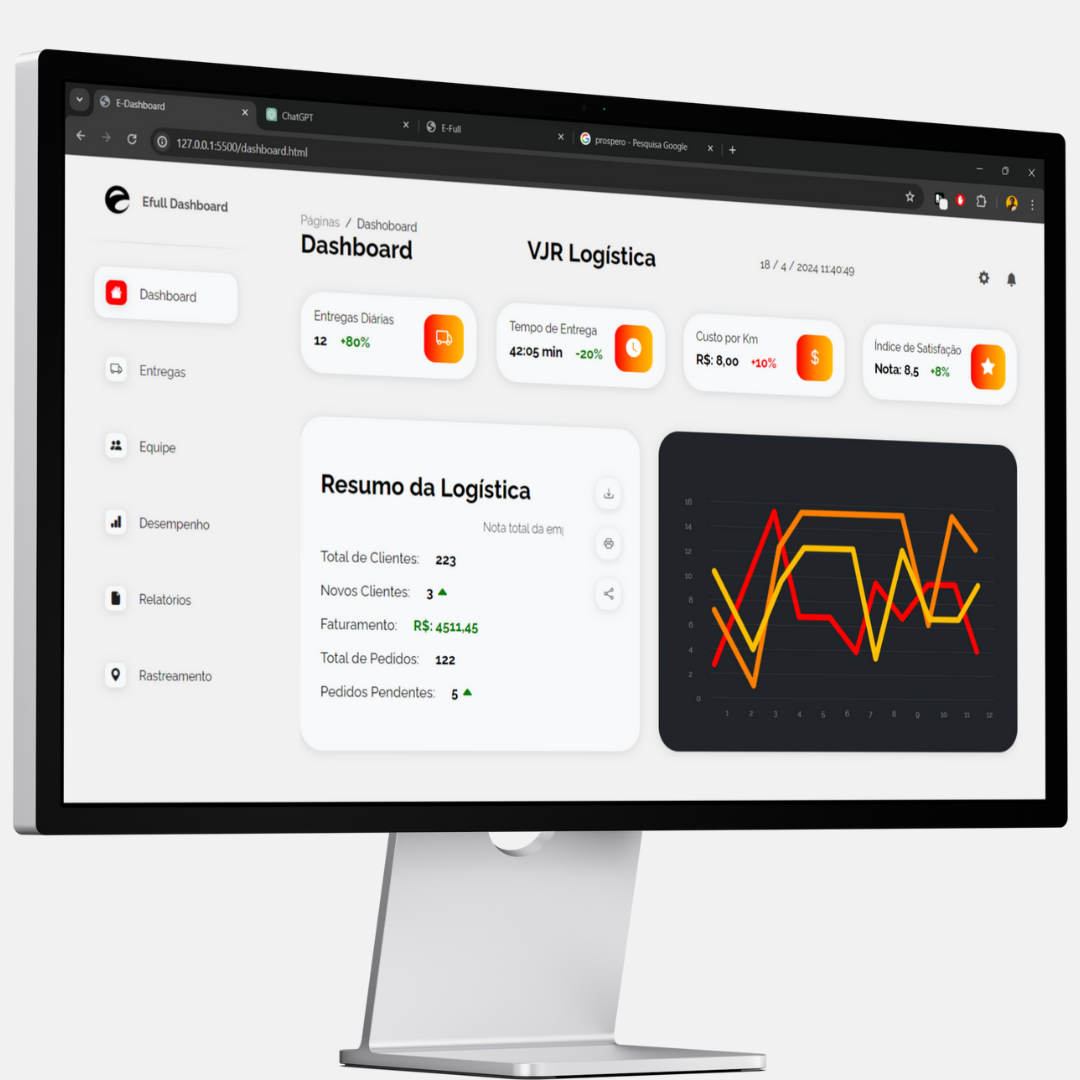 E-Dashboard
ChatGPT
E-Full
prospero - Pesquisa Google
127.0.0.1:5500/dashboard.html
Efull Dashboard
Páginas / Dashoboard
Dashboard
VJR Logística
18 / 4 / 2024 11:40:49
Dashboard
Entregas
Equipe
Desempenho
Relatórios
Rastreamento
Entregas Diárias
12 +80%
Tempo de Entrega
42:05 min -20%
Custo por Km
R$: 8,00 +10%
$
Índice de Satisfação
Nota: 8,5 +8%
Resumo da Logística
Nota total da em
Total de Clientes: 223
Novos Clientes: 3
Faturamento: R$: 4511,45
Total de Pedidos: 122
Pedidos Pendentes: 5
16
14
12
10
8
6
4
2
0
1 2 3 4 5 6 7 8 9 10 11 12